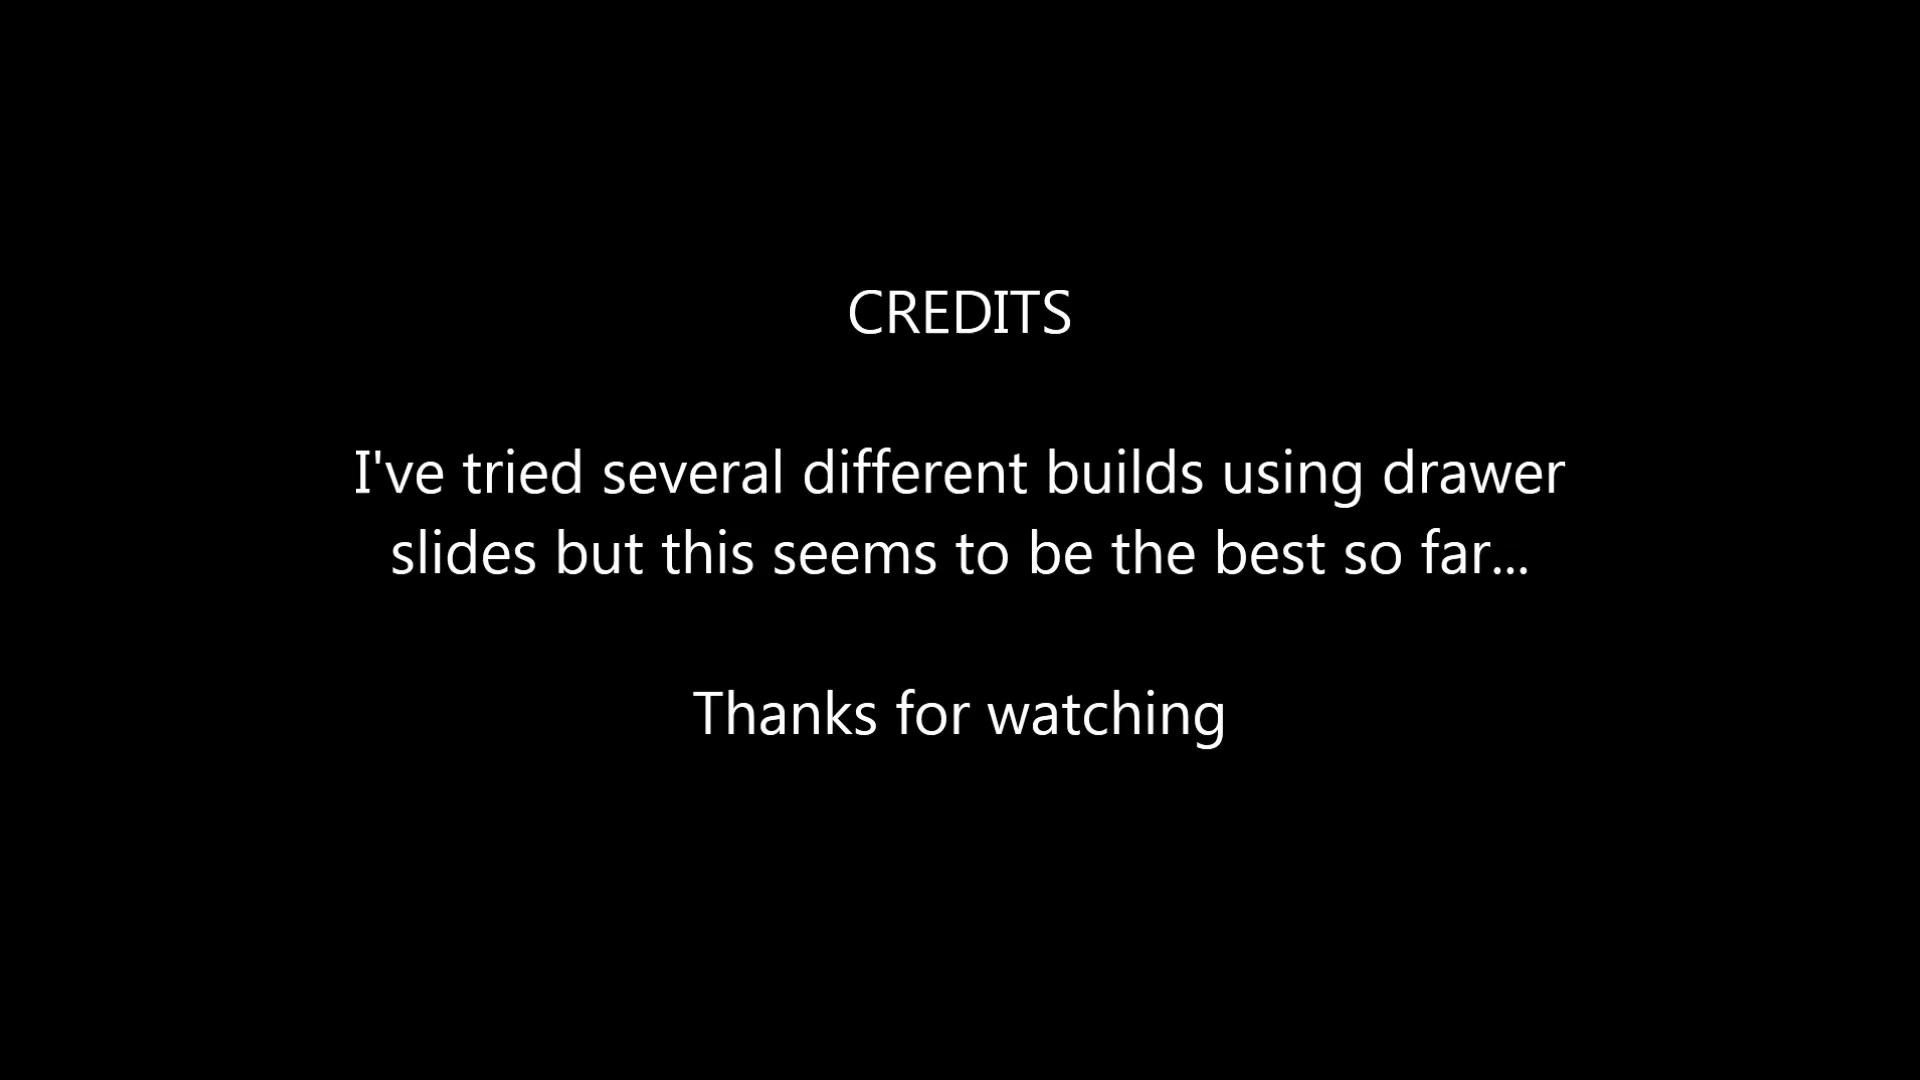 CREDITS
I've tried several different builds using drawer
slides but this seems to be the best so far...
Thanks for watching